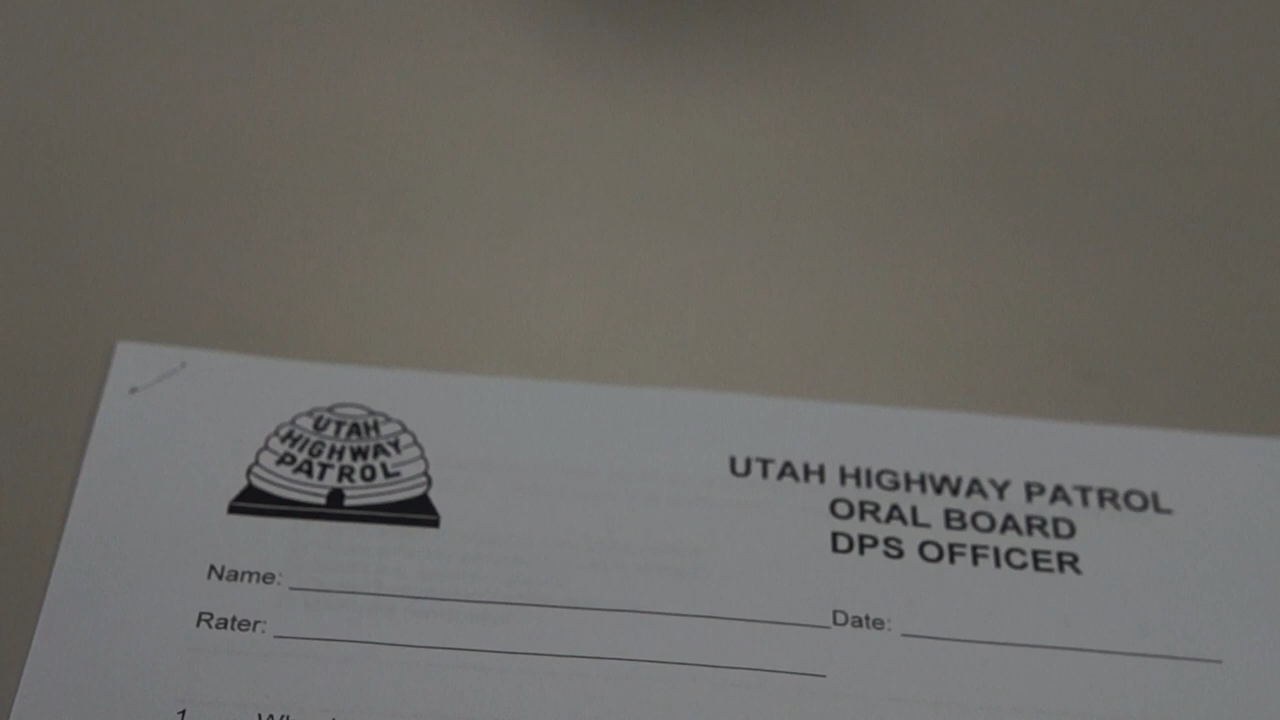 UTAH
HIGHWAY
PATROL
UTAH HIGHWAY PATROL
ORAL BOARD
DPS OFFICER
Name:
Date:
Rater:
1.